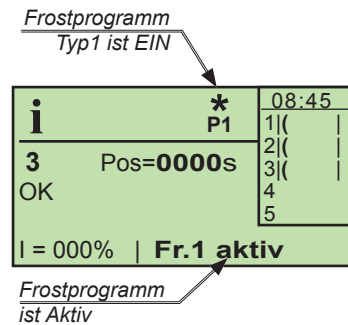 Frostprogramm
Typ1 ist EIN
i * P1
08:45
1|( |
2|( |
3|( |
4
5
3 Pos=0000s
OK
I = 000% | Fr.1 aktiv
Frostprogramm
ist Aktiv